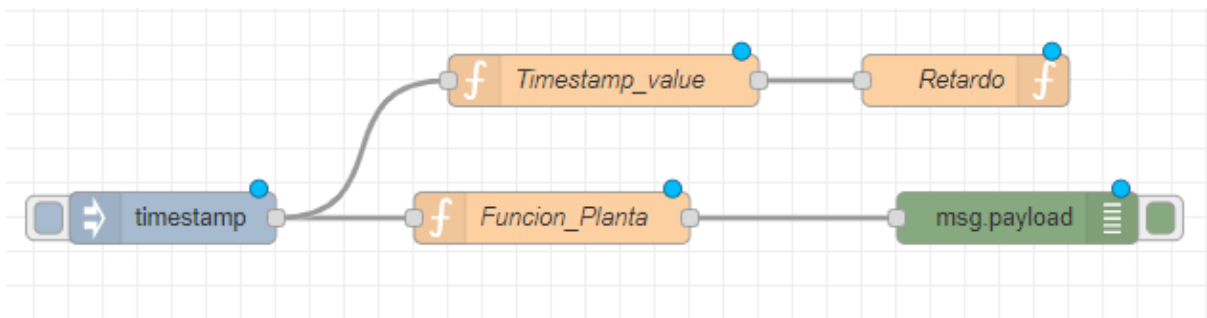 Timestamp_value
Retardo
timestamp
Funcion_Planta
msg.payload